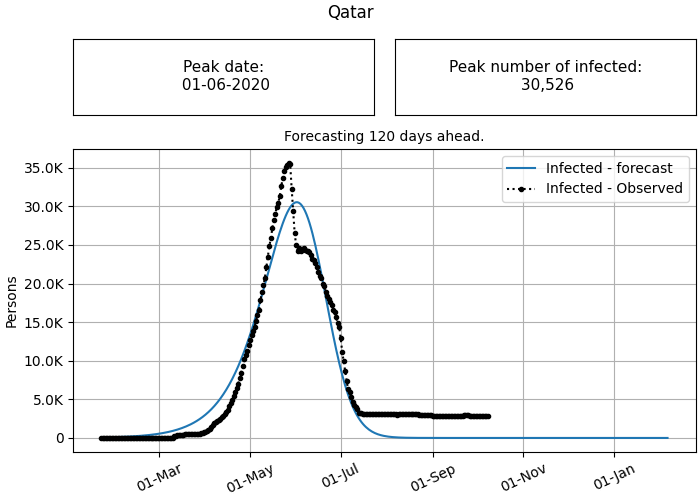 Qatar
Peak date:
01-06-2020
Peak number of infected:
30,526
Forecasting 120 days ahead.
Infected - forecast
Infected - Observed
35.0K
30.0K
25.0K
20.0K
15.0K
10.0K
5.0K
0
Persons
01-Mar
01-May
01-Jul
01-Sep
01-Nov
01-Jan